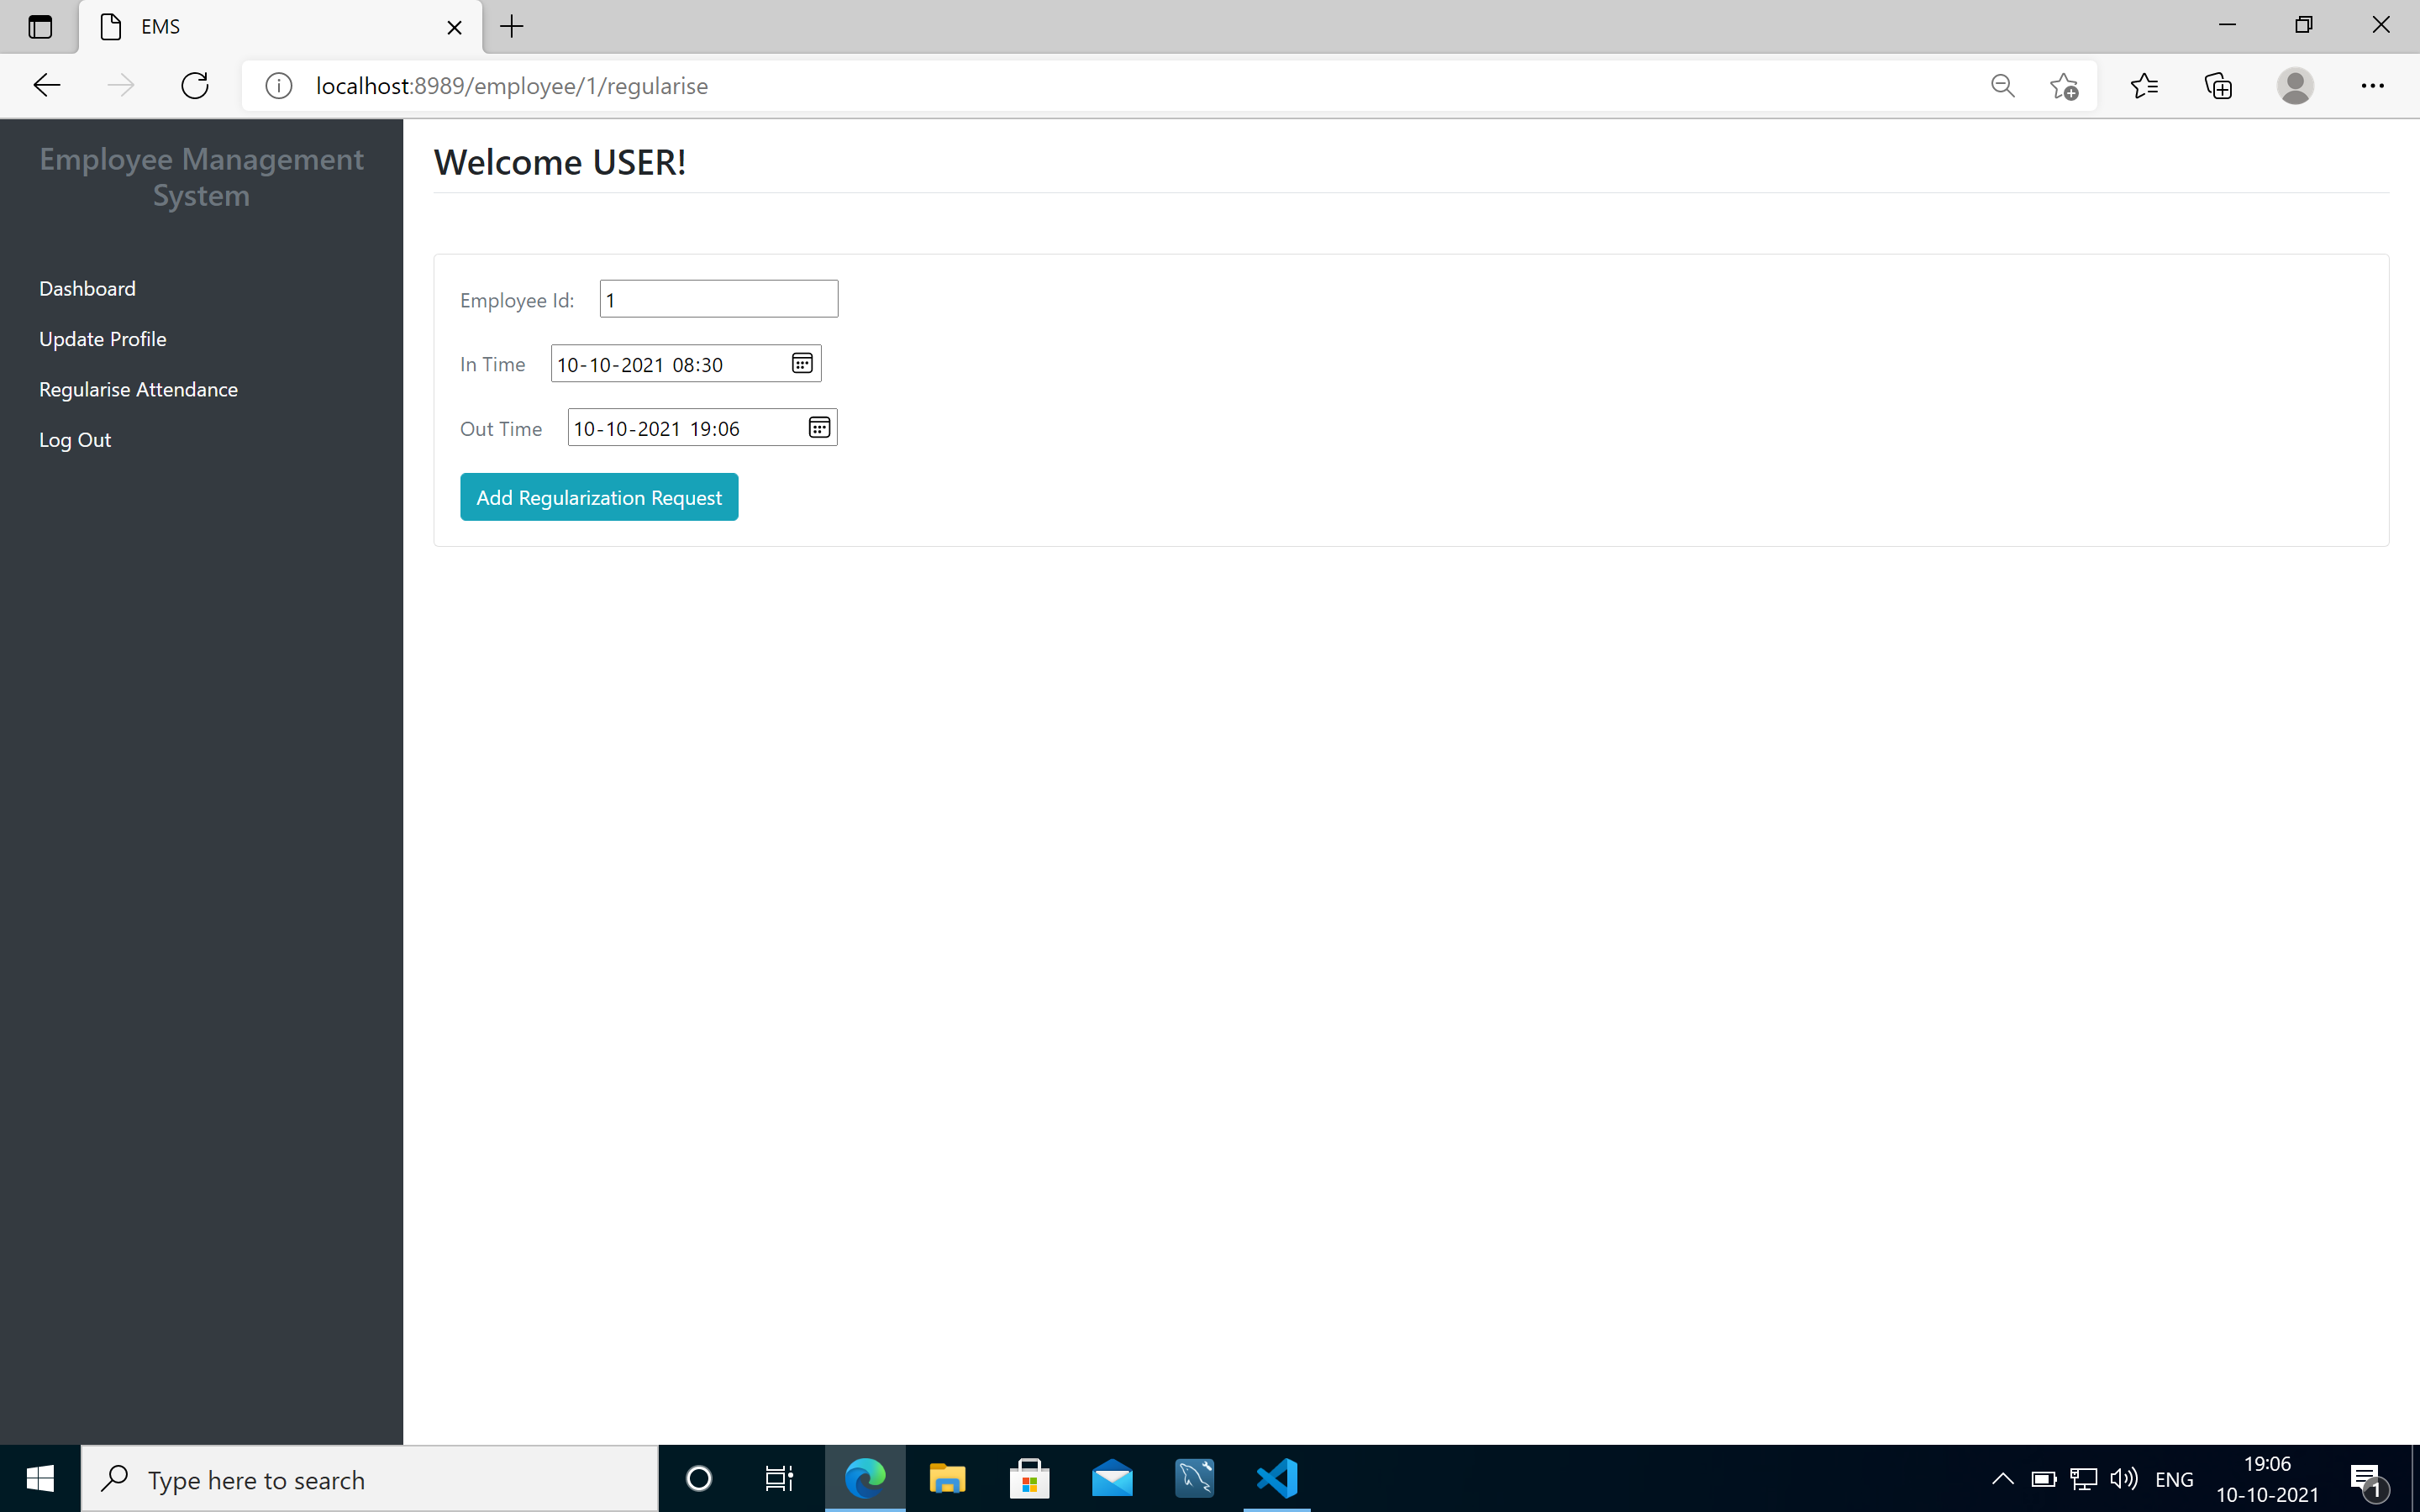 EMS
localhost:8989/employee/1/regularise
Employee Management
System
Dashboard
Update Profile
Regularise Attendance
Log Out
Welcome USER!
Employee Id: 1
In Time 10-10-2021 08:30
Out Time 10-10-2021 19:06
Add Regularization Request
Type here to search
ENG
19:06
10-10-2021
1